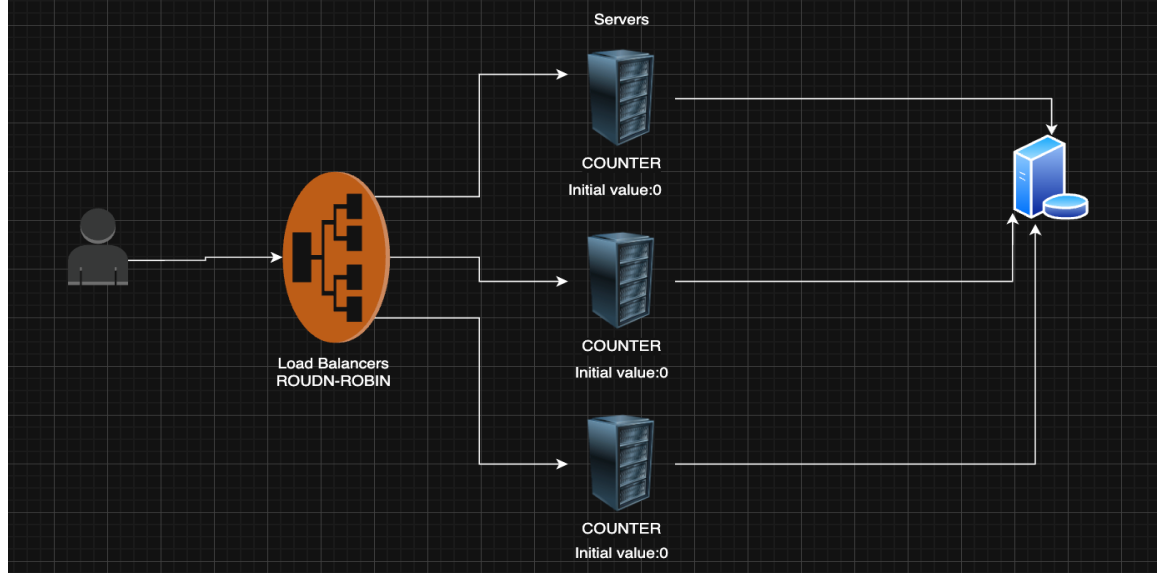 Servers
COUNTER
Initial value:0
Load Balancers
ROUDN-ROBIN
COUNTER
Initial value:0
COUNTER
Initial value:0